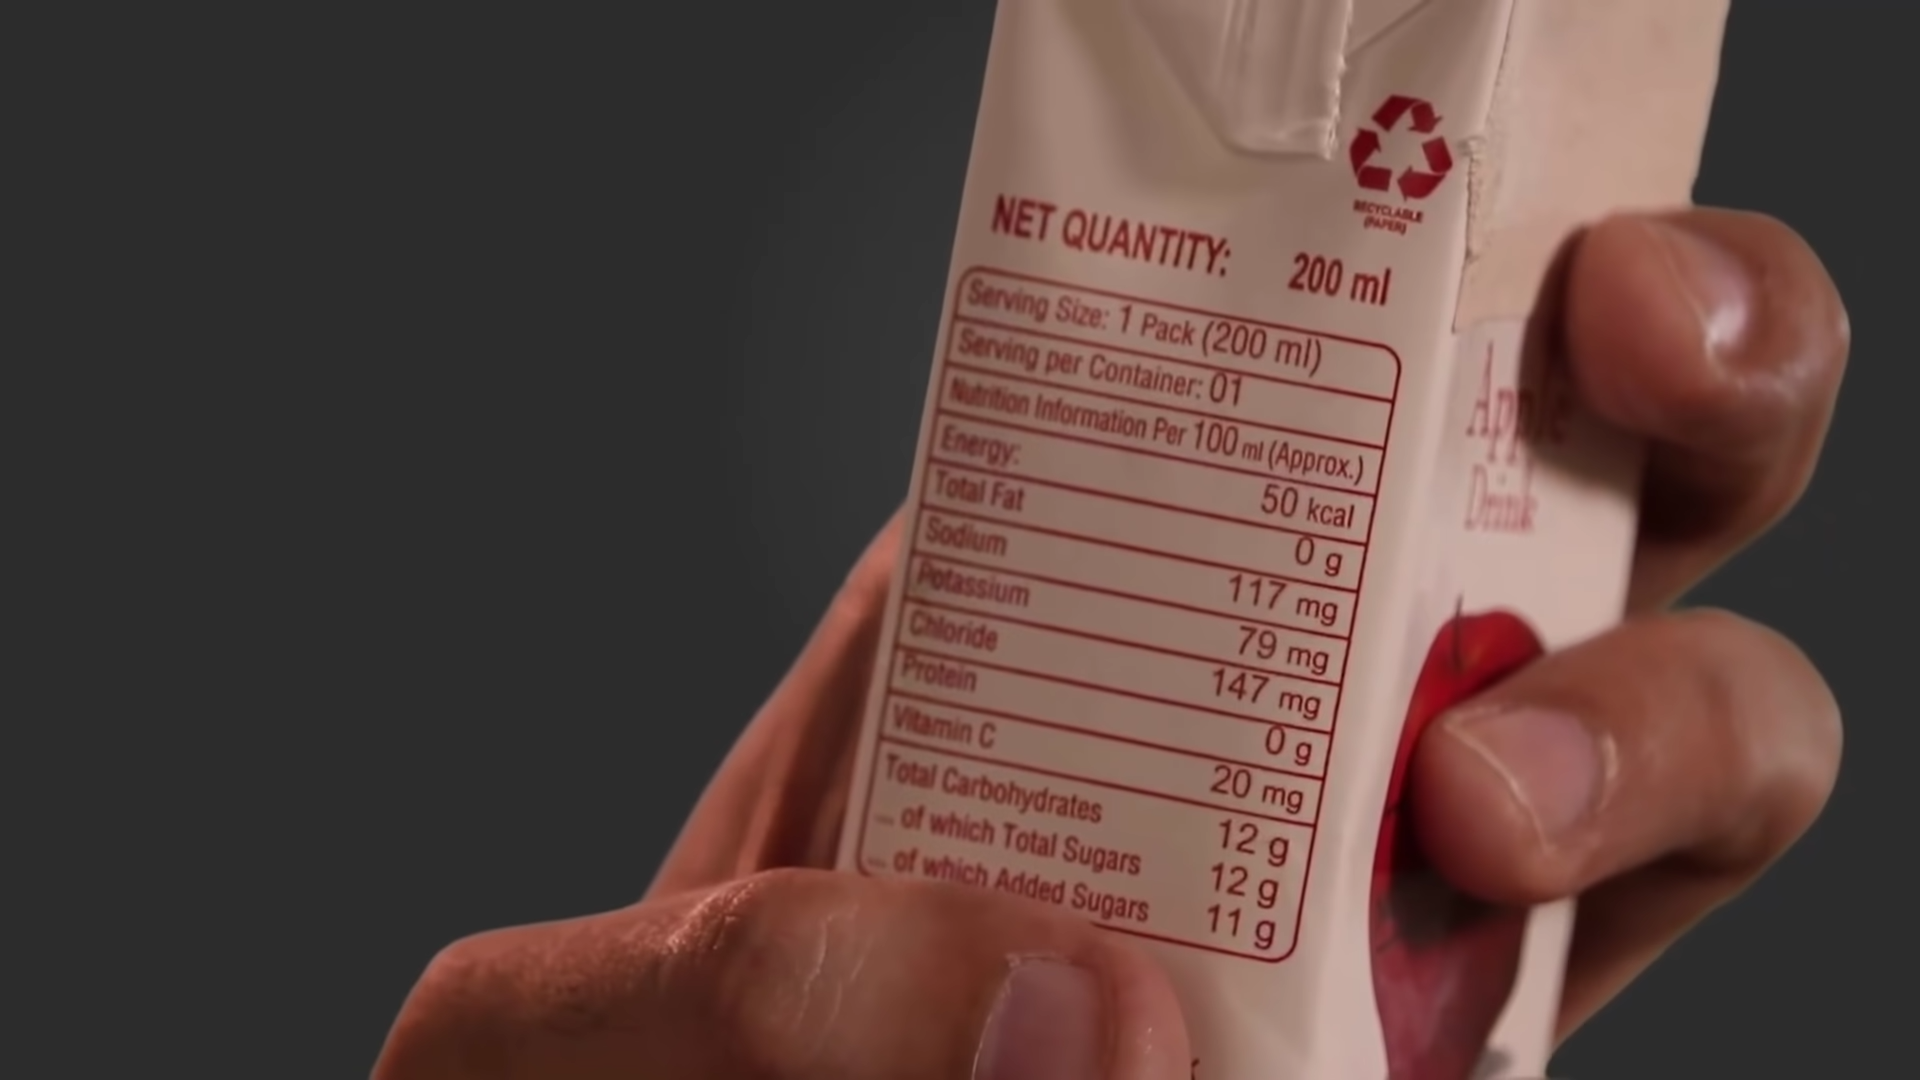 RECYCLABLE
(PAPER)
NET QUANTITY: 200 ml
Serving Size: 1 Pack (200 ml)
Serving per Container: 01
Nutrition Information Per 100 ml (Approx.)
Energy: 50 kcal
Total Fat 0 g
Sodium 117 mg
Potassium 79 mg
Chloride 147 mg
Protein 0 g
Vitamin C 20 mg
Total Carbohydrates 12 g
... of which Total Sugars 12 g
... of which Added Sugars 11 g
Apple
Drink